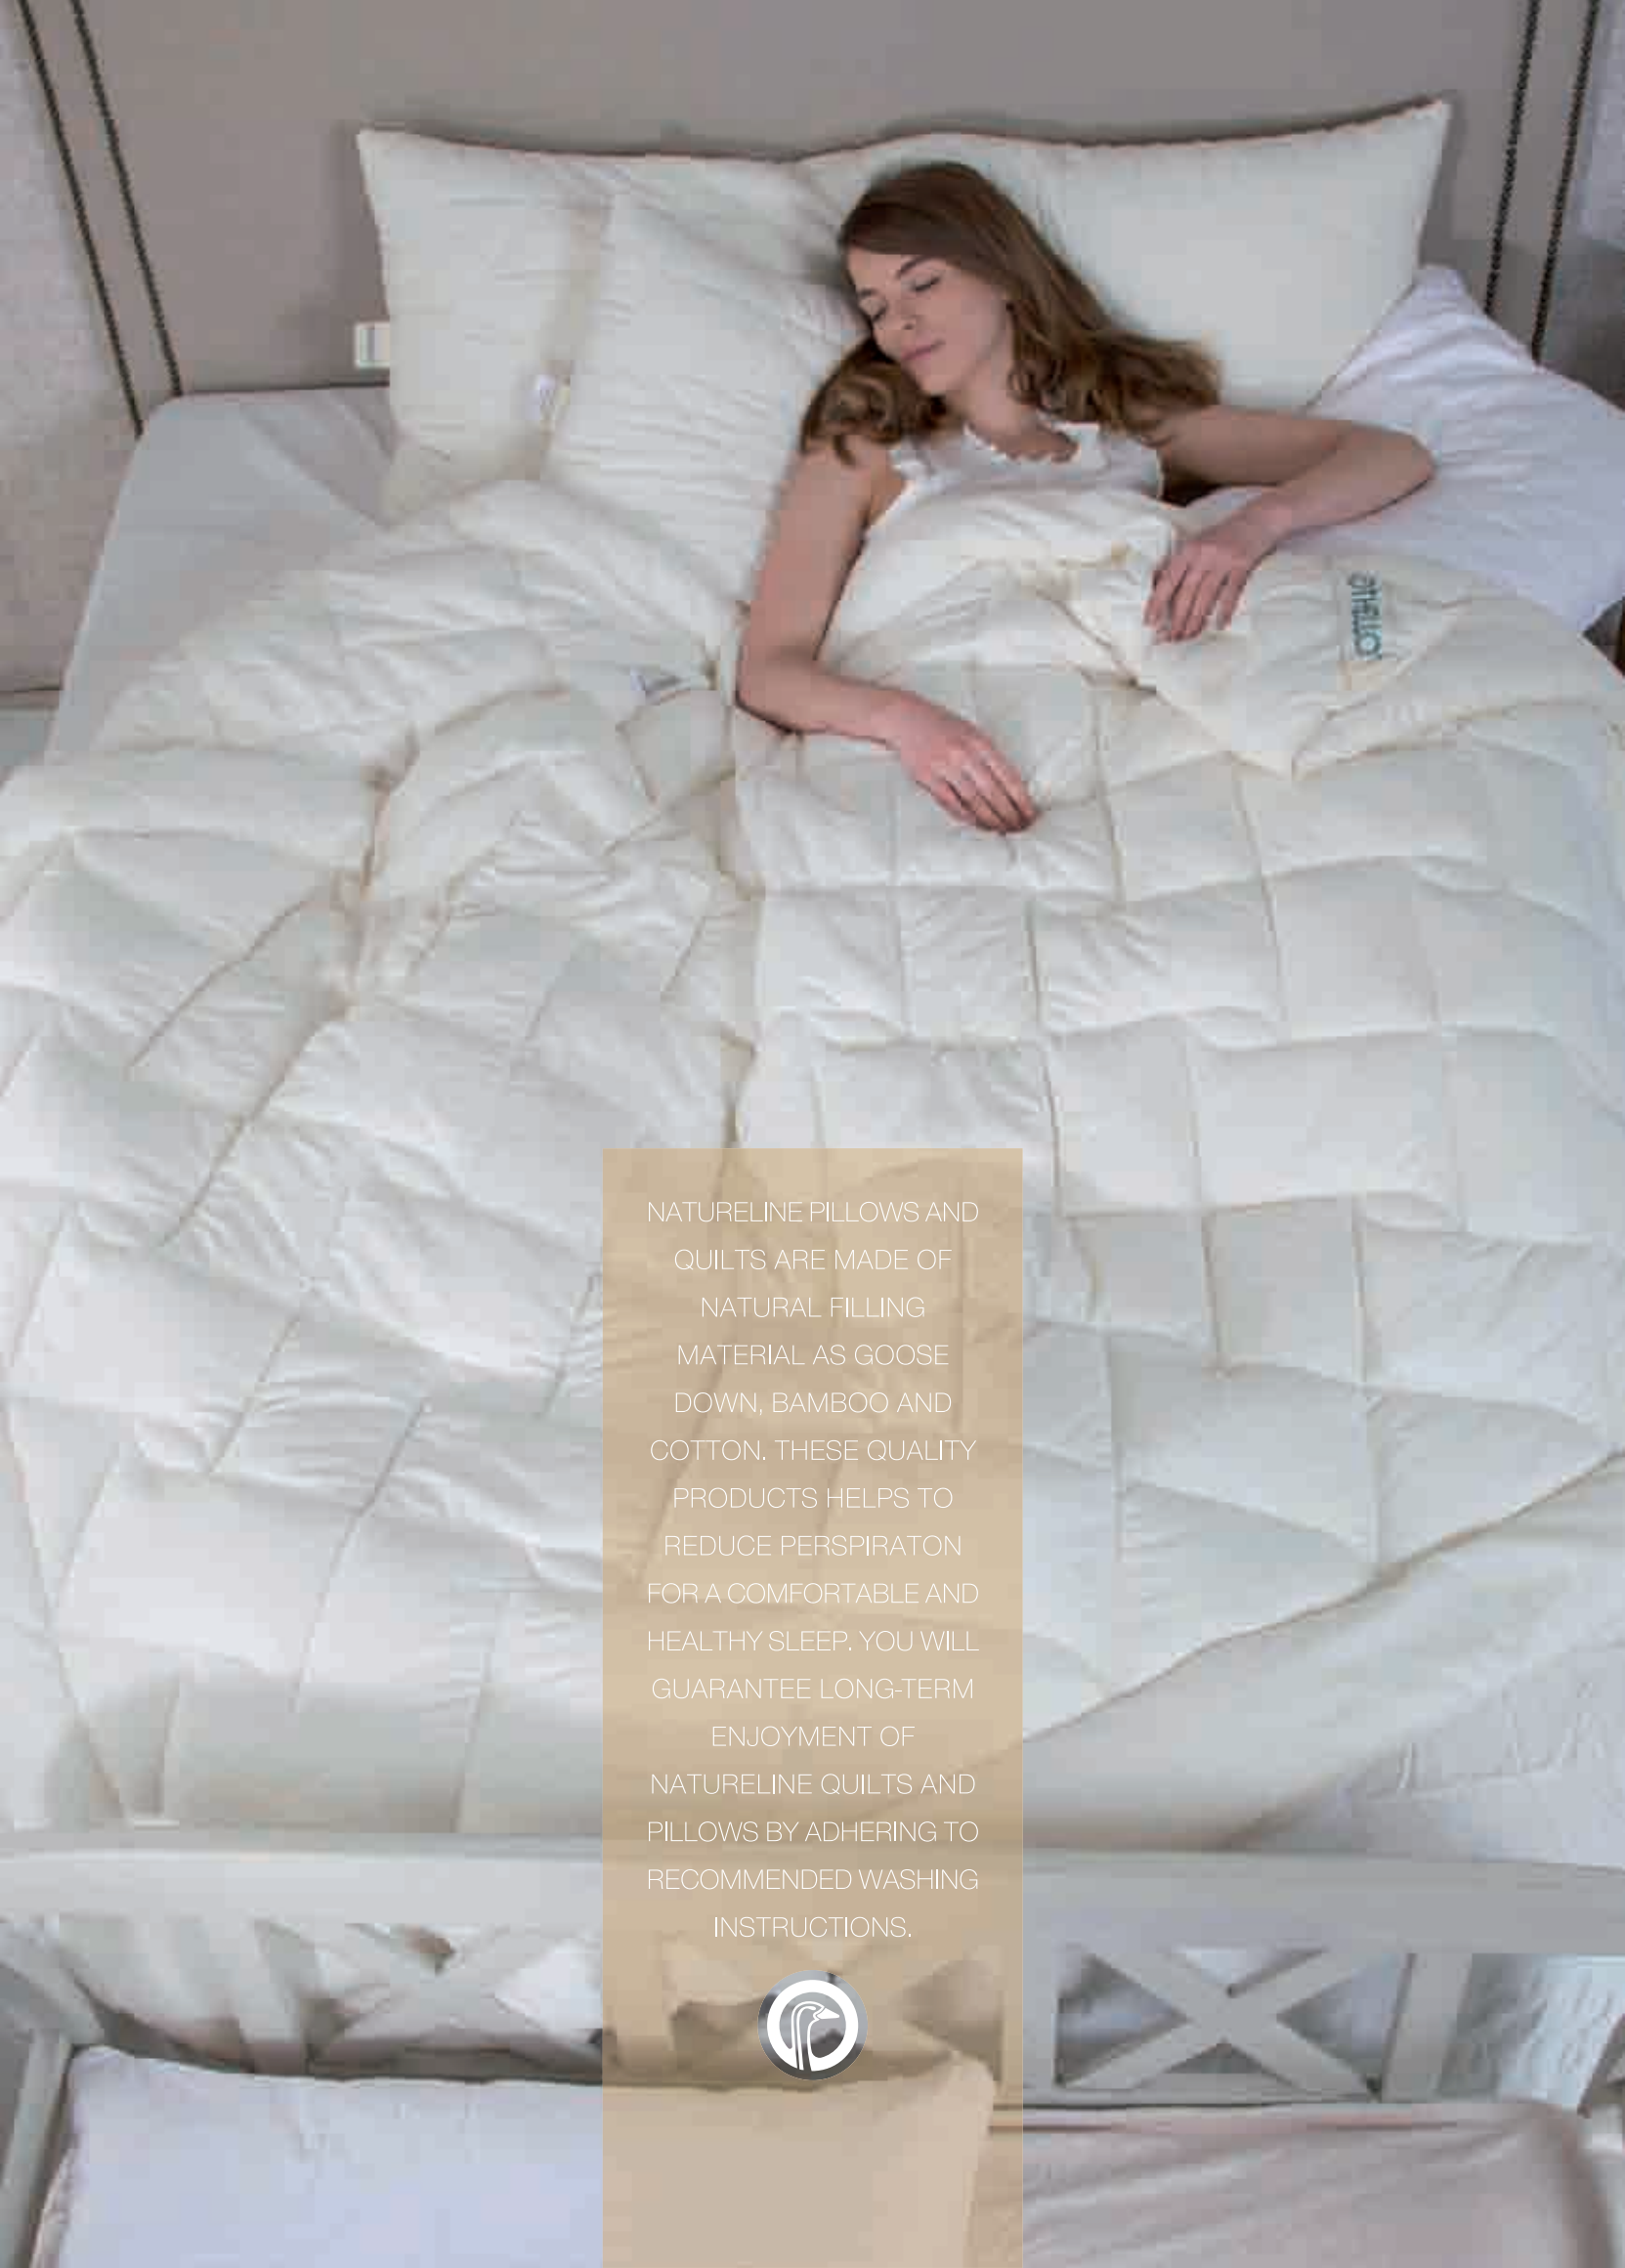 OTHELLO
NATURELINE PILLOWS AND
QUILTS ARE MADE OF
NATURAL FILLING
MATERIAL AS GOOSE
DOWN, BAMBOO AND
COTTON. THESE QUALITY
PRODUCTS HELPS TO
REDUCE PERSPIRATON
FOR A COMFORTABLE AND
HEALTHY SLEEP. YOU WILL
GUARANTEE LONG-TERM
ENJOYMENT OF
NATURELINE QUILTS AND
PILLOWS BY ADHERING TO
RECOMMENDED WASHING
INSTRUCTIONS.